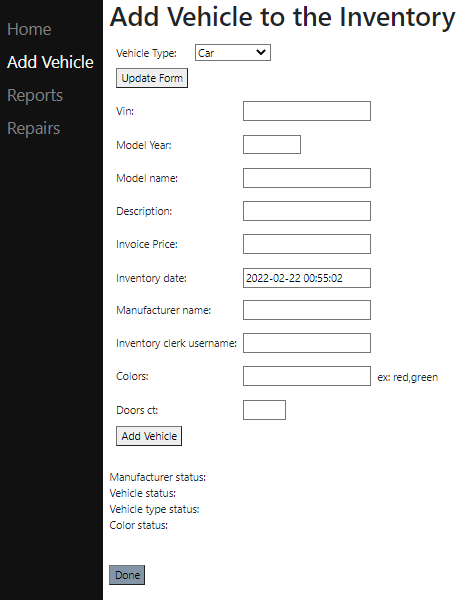 Home
Add Vehicle
Reports
Repairs
Add Vehicle to the Inventory
Vehicle Type: Car
Update Form
Vin:
Model Year:
Model name:
Description:
Invoice Price:
Inventory date: 2022-02-22 00:55:02
Manufacturer name:
Inventory clerk username:
Colors: ex: red,green
Doors ct:
Add Vehicle
Manufacturer status:
Vehicle status:
Vehicle type status:
Color status:
Done